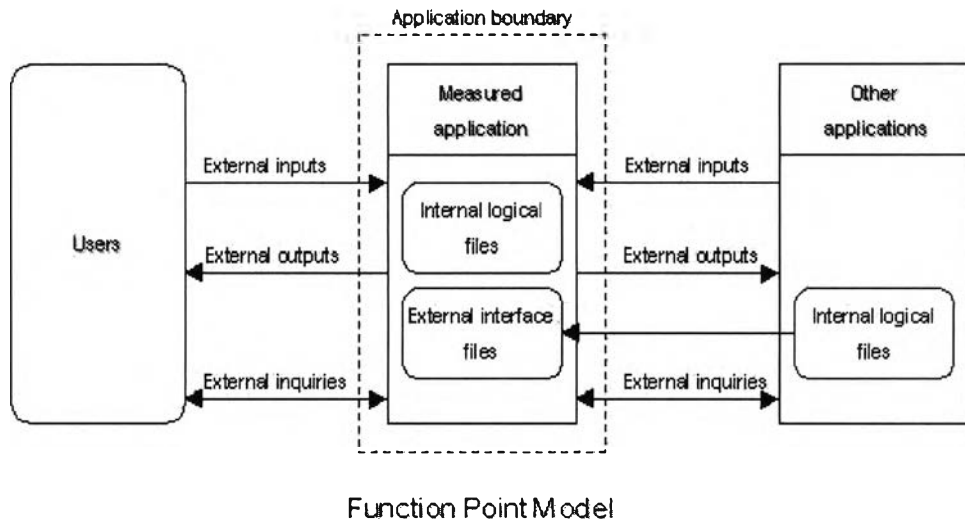 Application boundary
Measured
application
Other
applications
External inputs
External inputs
Internal logical
files
Users
External outputs
External outputs
External interface
files
Internal logical
files
External inquiries
External inquiries
Function Point Model